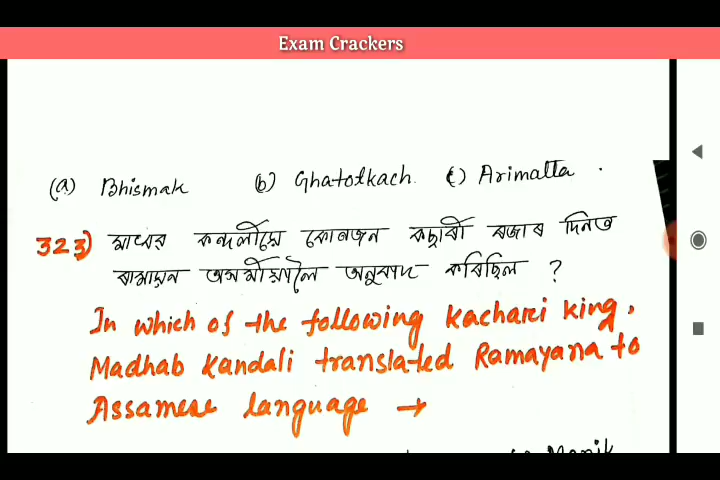 Exam Crackers
(a) Bhismak (b) Ghatotkach. (c) Arimatta .
323) মাধৱ কন্দলীয়ে কোনজন কছাৰী ৰজাৰ দিনত
ৰামায়ন অসমীয়ালৈ অনুবাদ কৰিছিল ?
In which of the following Kachari king,
Madhab Kandali translated Ramayana to
Assamese language →